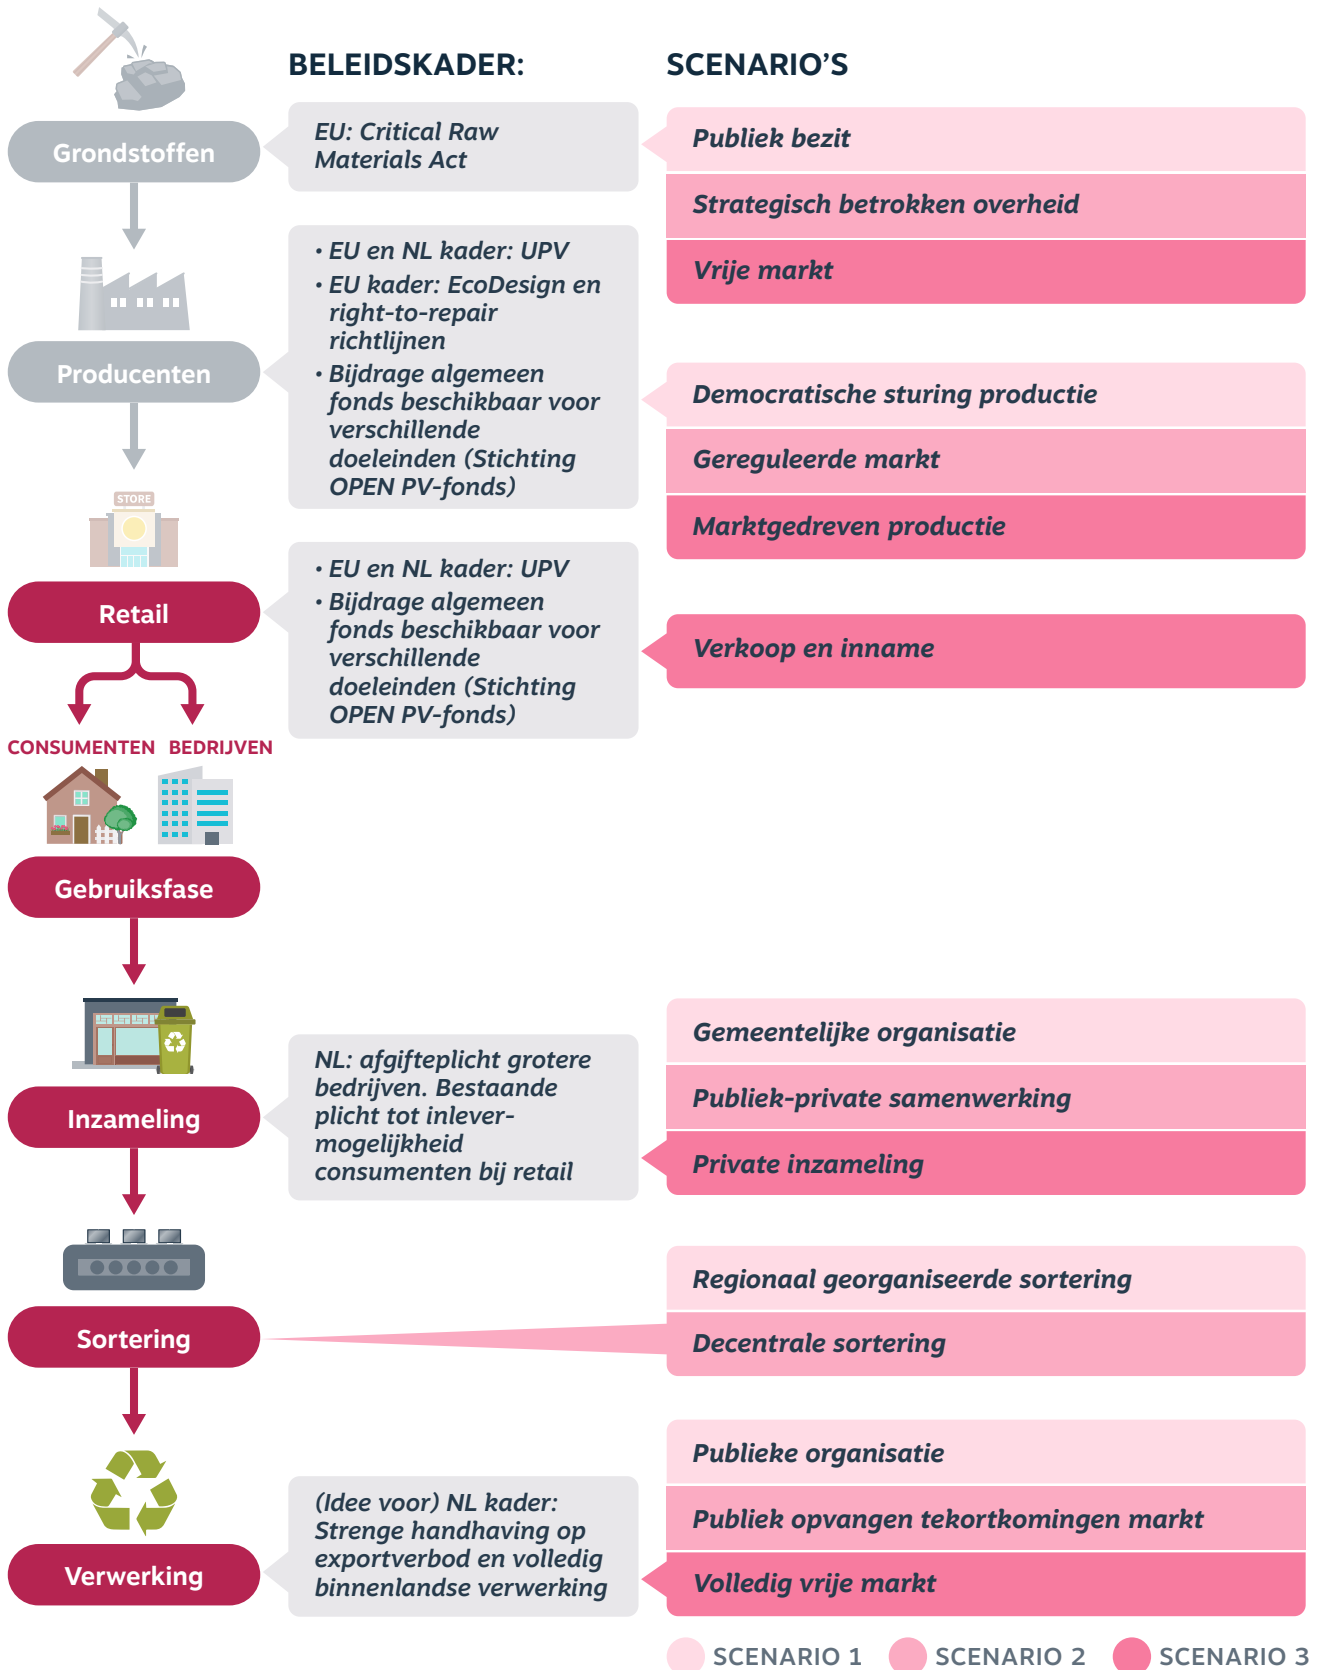 BELEIDSKADER:
SCENARIO'S
Grondstoffen
EU: Critical Raw
Materials Act
Publiek bezit
Strategisch betrokken overheid
Vrije markt
Producenten
• EU en NL kader: UPV
• EU kader: EcoDesign en
right-to-repair
richtlijnen
• Bijdrage algemeen
fonds beschikbaar voor
verschillende
doeleinden (Stichting
OPEN PV-fonds)
Democratische sturing productie
Gereguleerde markt
Marktgedreven productie
STORE
Retail
• EU en NL kader: UPV
• Bijdrage algemeen
fonds beschikbaar voor
verschillende
doeleinden (Stichting
OPEN PV-fonds)
Verkoop en inname
CONSUMENTEN BEDRIJVEN
Gebruiksfase
Inzameling
NL: afgifteplicht grotere
bedrijven. Bestaande
plicht tot inlever-
mogelijkheid
consumenten bij retail
Gemeentelijke organisatie
Publiek-private samenwerking
Private inzameling
Sortering
Regionaal georganiseerde sortering
Decentrale sortering
Verwerking
(Idee voor) NL kader:
Strenge handhaving op
exportverbod en volledig
binnenlandse verwerking
Publieke organisatie
Publiek opvangen tekortkomingen markt
Volledig vrije markt
SCENARIO 1 SCENARIO 2 SCENARIO 3